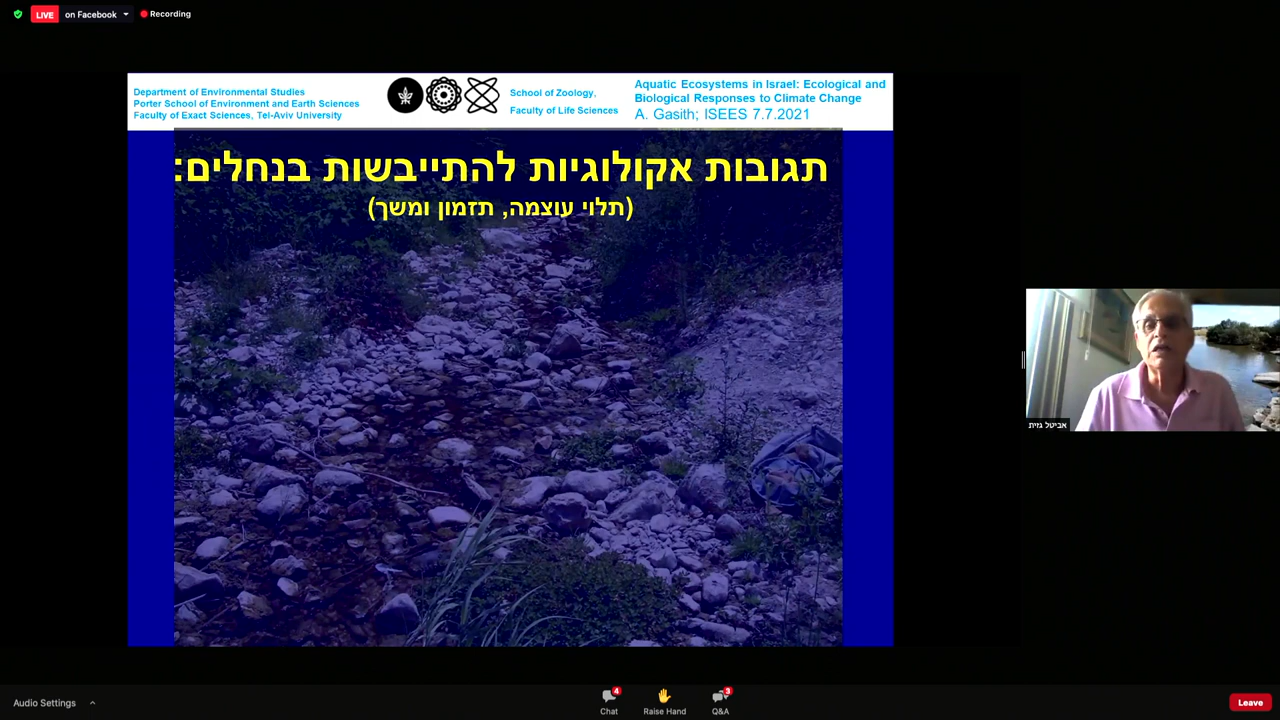 LIVE on Facebook Recording
Department of Environmental Studies
Porter School of Environment and Earth Sciences
Faculty of Exact Sciences, Tel-Aviv University
School of Zoology,
Faculty of Life Sciences
Aquatic Ecosystems in Israel: Ecological and
Biological Responses to Climate Change
A. Gasith; ISEES 7.7.2021
תגובות אקולוגיות להתייבשות בנחלים:
(תלוי עוצמה, תזמון ומשך)
אביטל גזית
Audio Settings
4
Chat
Raise Hand
3
Q&A
Leave